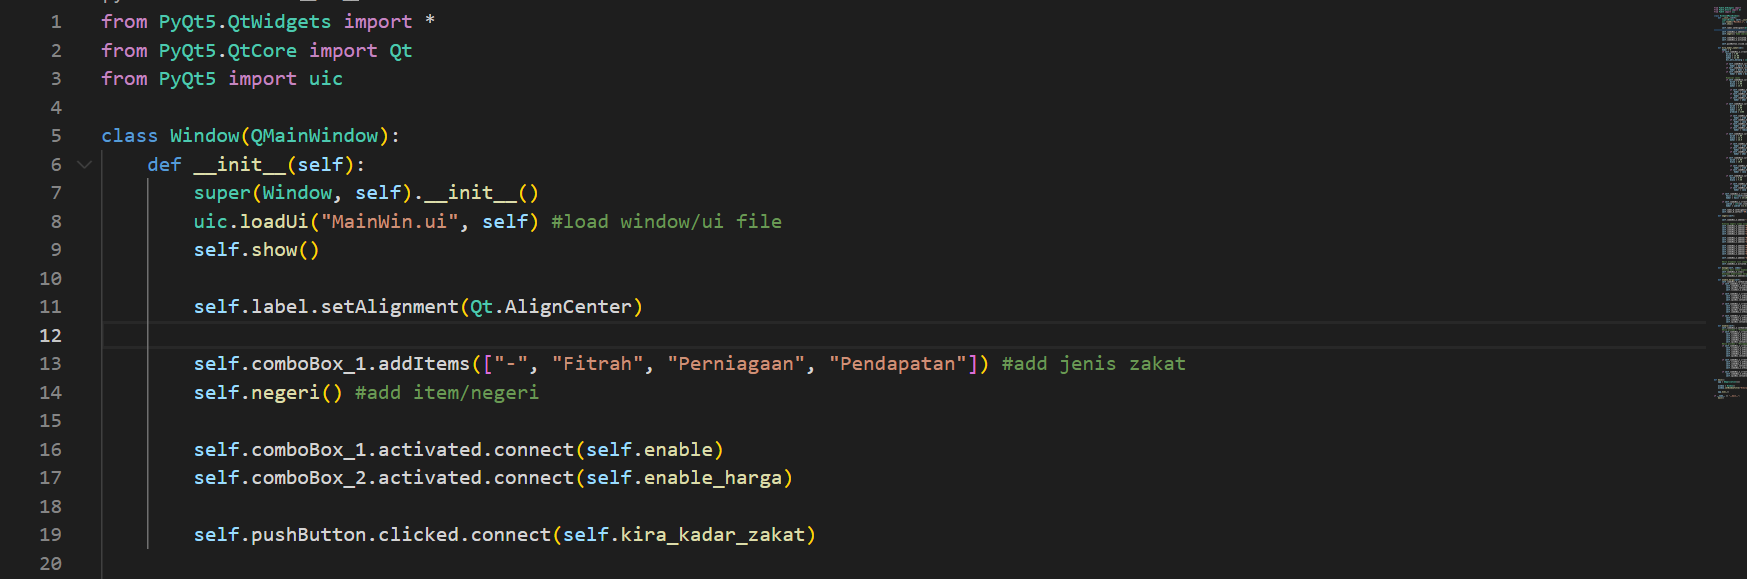 1 from PyQt5.QtWidgets import *
2 from PyQt5.QtCore import Qt
3 from PyQt5 import uic
4
5 class Window(QMainWindow):
6     def __init__(self):
7         super(Window, self).__init__()
8         uic.loadUi("MainWin.ui", self) #load window/ui file
9         self.show()
10
11         self.label.setAlignment(Qt.AlignCenter)
12
13         self.comboBox_1.addItems(["-", "Fitrah", "Perniagaan", "Pendapatan"]) #add jenis zakat
14         self.negeri() #add item/negeri
15
16         self.comboBox_1.activated.connect(self.enable)
17         self.comboBox_2.activated.connect(self.enable_harga)
18
19         self.pushButton.clicked.connect(self.kira_kadar_zakat)
20